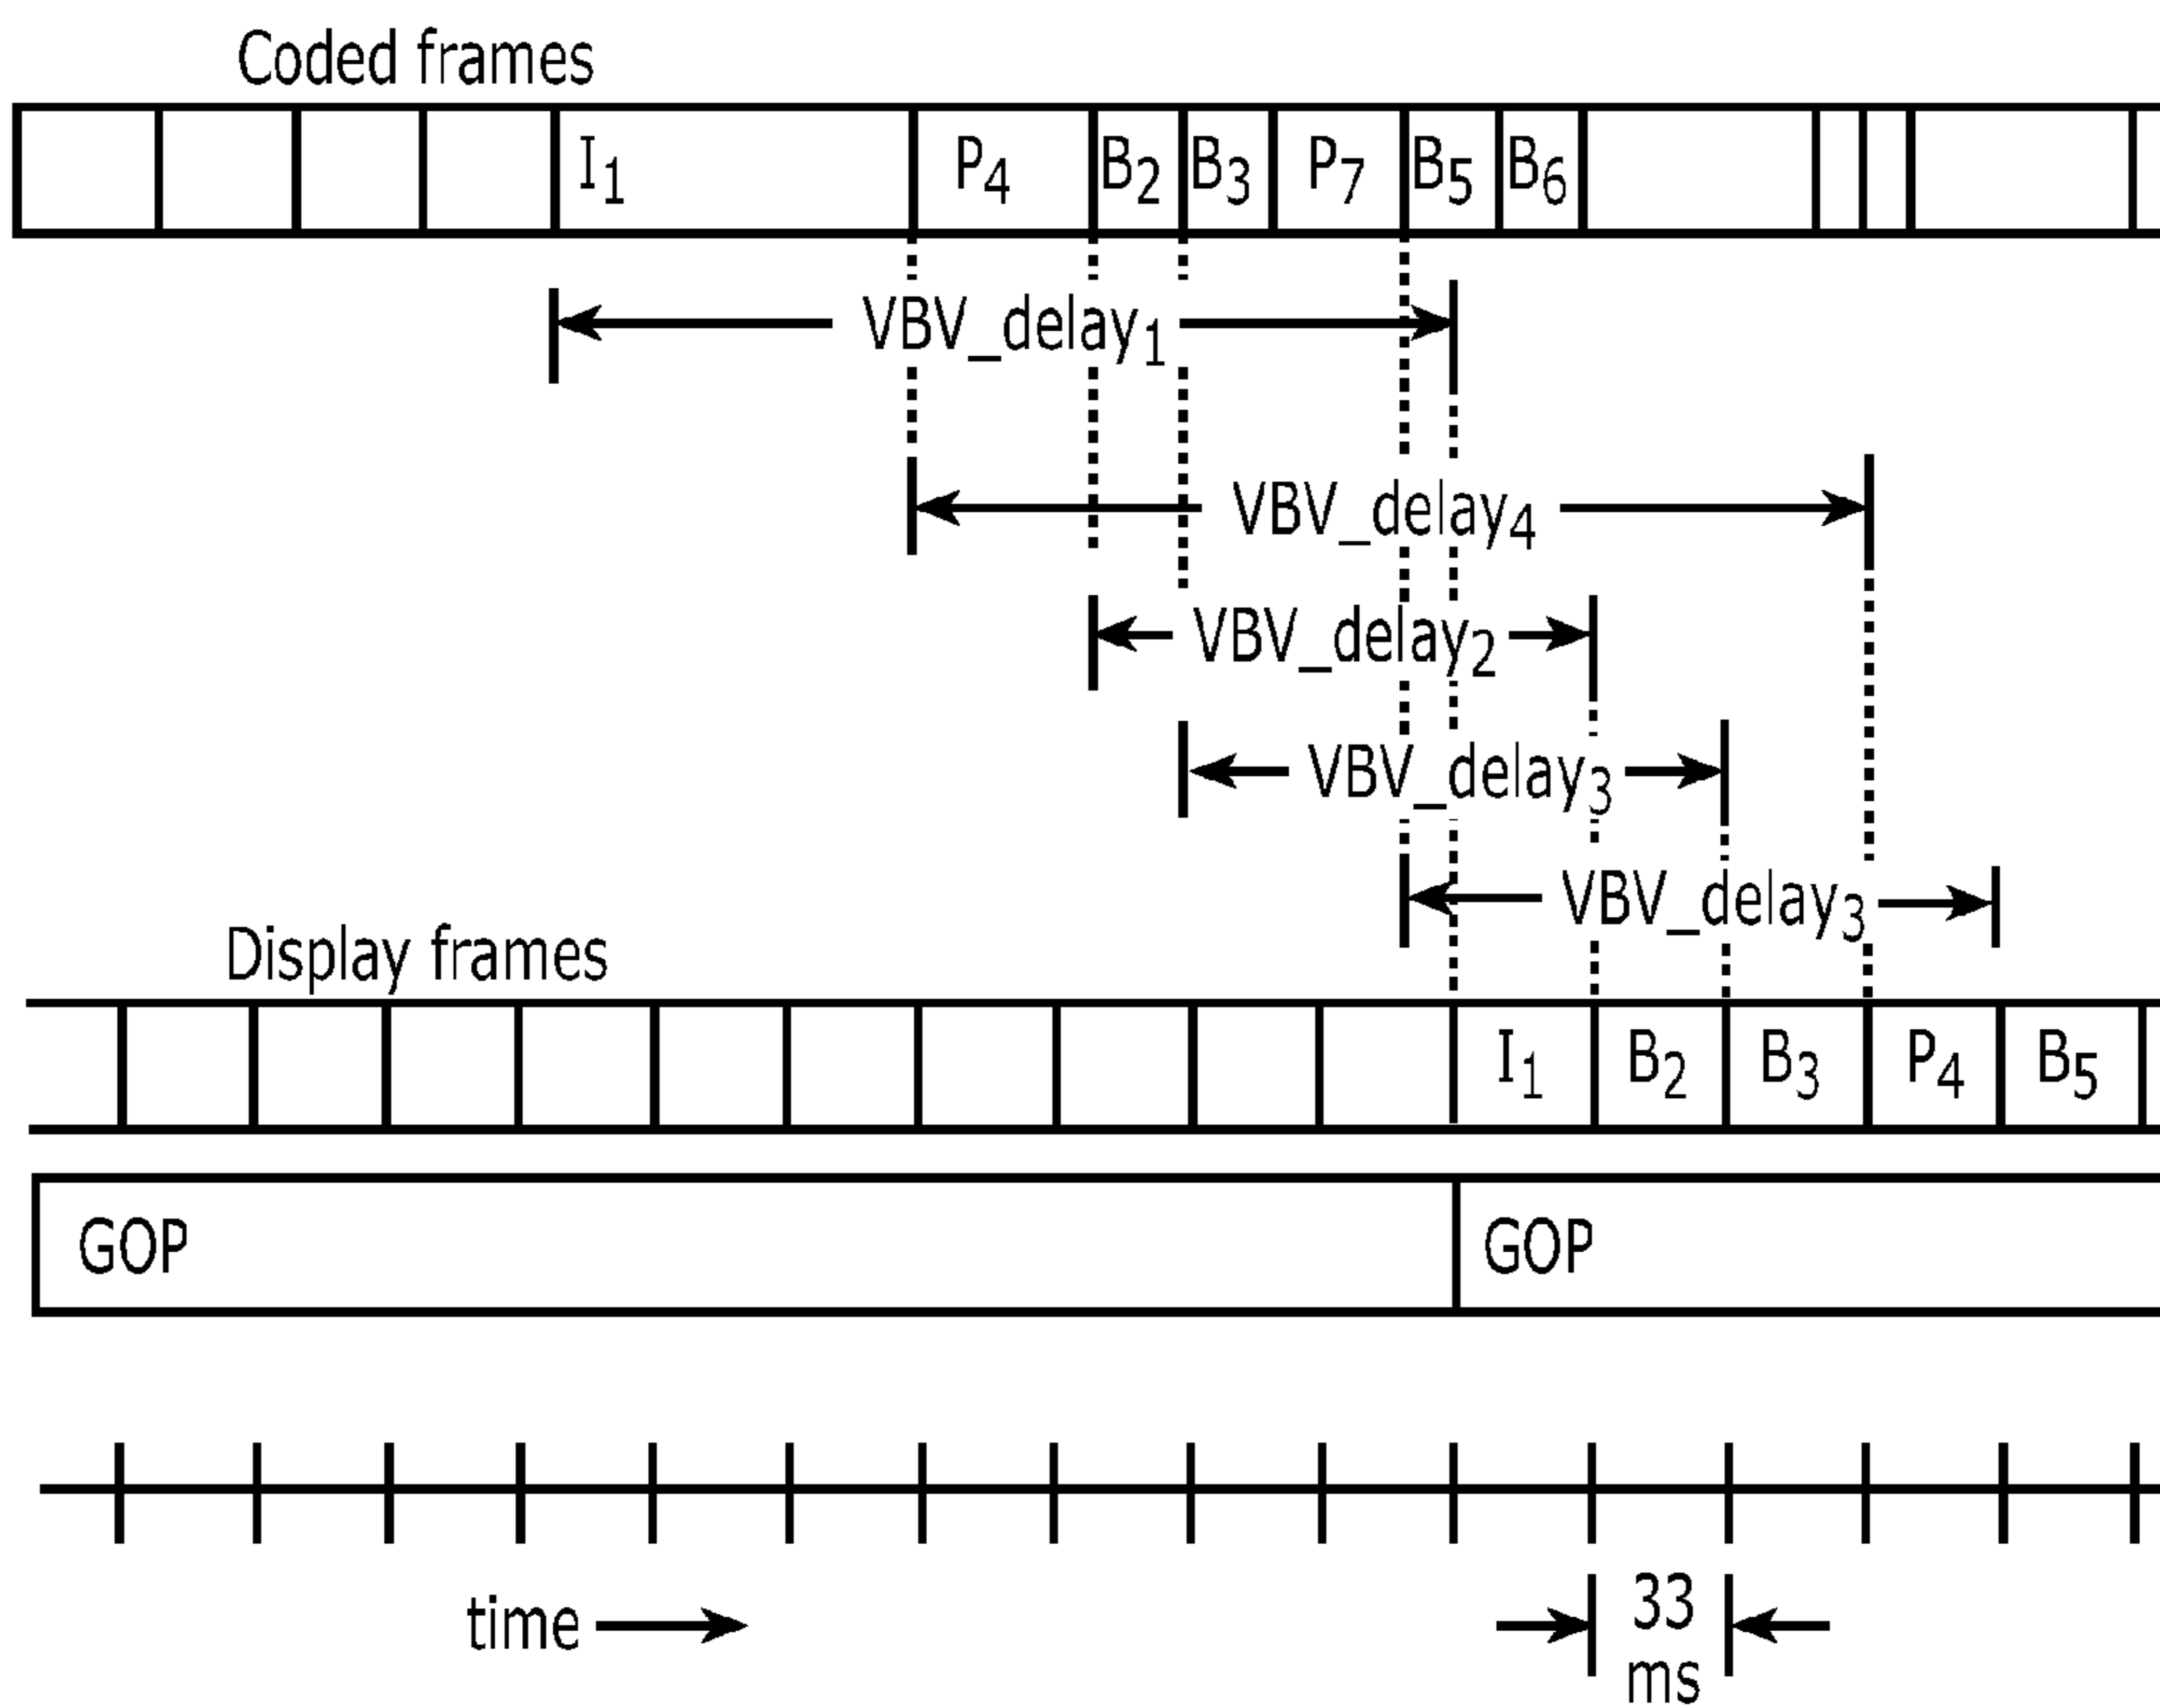 Coded frames
I₁ P₄ B₂ B₃ P₇ B₅ B₆
VBV_delay₁
VBV_delay₄
VBV_delay₂
VBV_delay₃
VBV_delay₃
Display frames
I₁ B₂ B₃ P₄ B₅
GOP GOP
time
33
ms